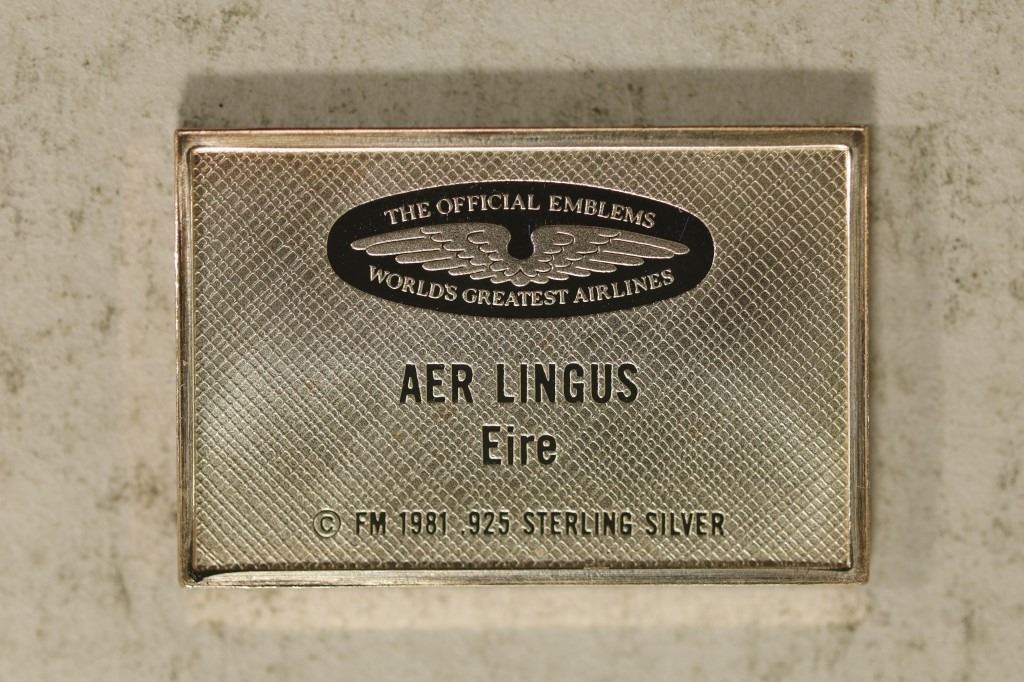 THE OFFICIAL EMBLEMS
WORLD'S GREATEST AIRLINES
AER LINGUS
Eire
© FM 1981 .925 STERLING SILVER